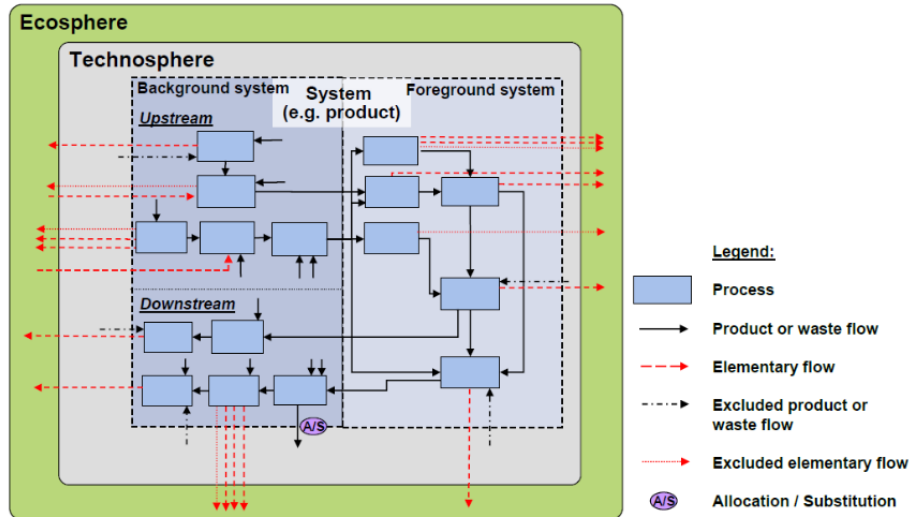 Ecosphere
Technosphere
Background system
System
(e.g. product)
Foreground system
Upstream
Downstream
A/S
Legend:
Process
Product or waste flow
Elementary flow
Excluded product or
waste flow
Excluded elementary flow
A/S
Allocation / Substitution